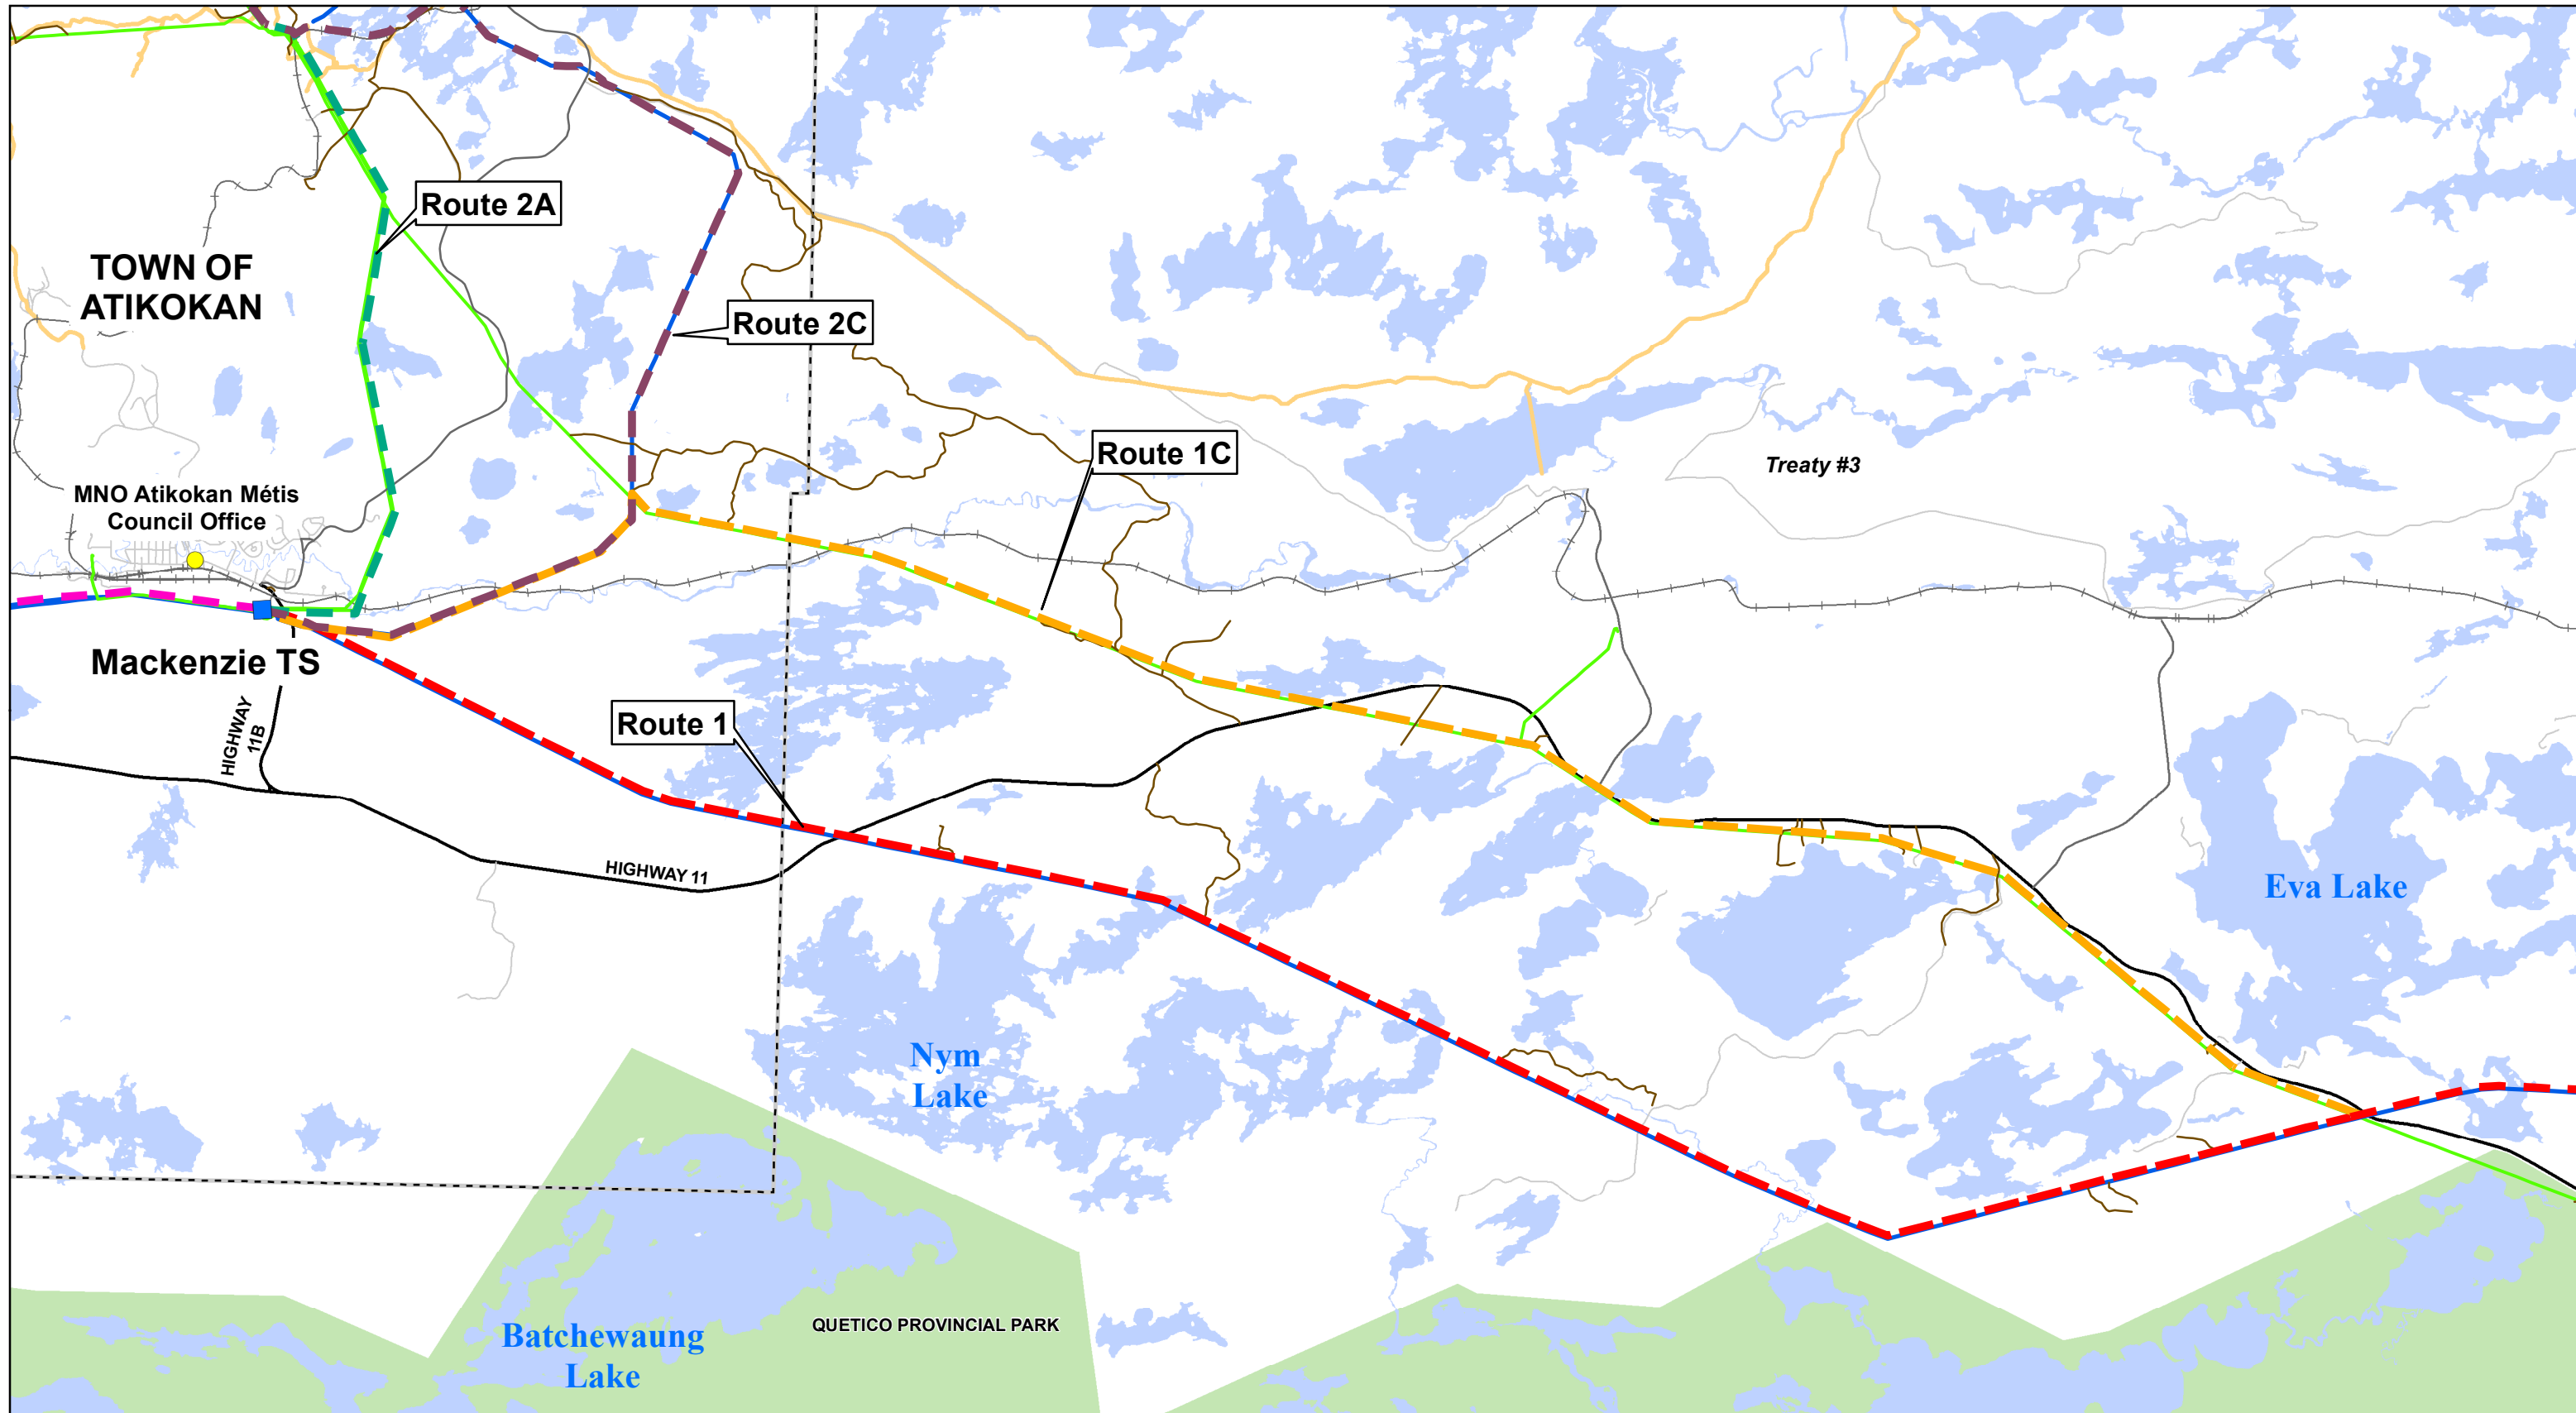 Route 2A
TOWN OF
ATIKOKAN
Route 2C
Route 1C
Treaty #3
MNO Atikokan Métis
Council Office
Mackenzie TS
Route 1
HIGHWAY
11B
HIGHWAY 11
Eva Lake
Nym
Lake
QUETICO PROVINCIAL PARK
Batchewaung
Lake